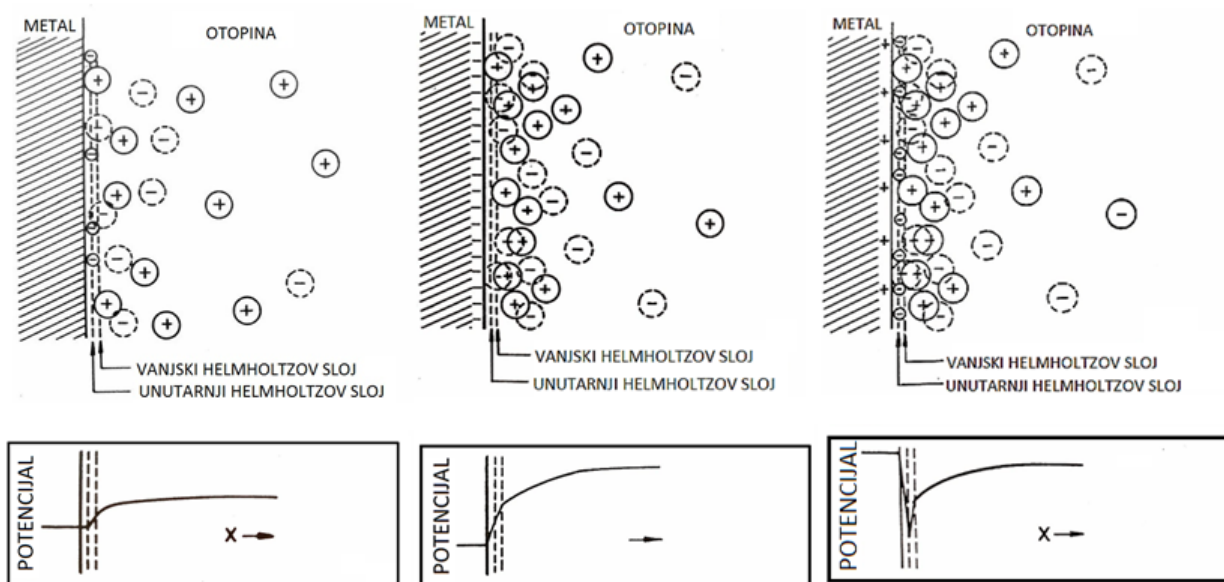 METAL
OTOPINA
VANJSKI HELMHOLTZOV SLOJ
UNUTARNJI HELMHOLTZOV SLOJ
POTENCIJAL
X
METAL
OTOPINA
VANJSKI HELMHOLTZOV SLOJ
UNUTARNJI HELMHOLTZOV SLOJ
POTENCIJAL
METAL
OTOPINA
VANJSKI HELMHOLTZOV SLOJ
UNUTARNJI HELMHOLTZOV SLOJ
POTENCIJAL
X